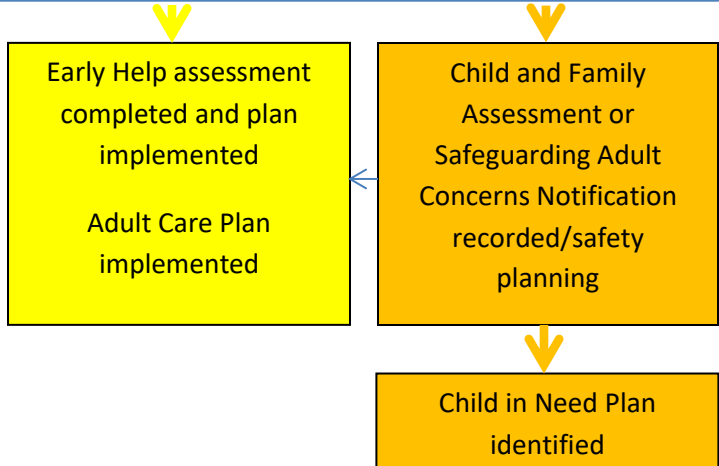 Early Help assessment
completed and plan
implemented
Adult Care Plan
implemented
Child and Family
Assessment or
Safeguarding Adult
Concerns Notification
recorded/safety
planning
Child in Need Plan
identified